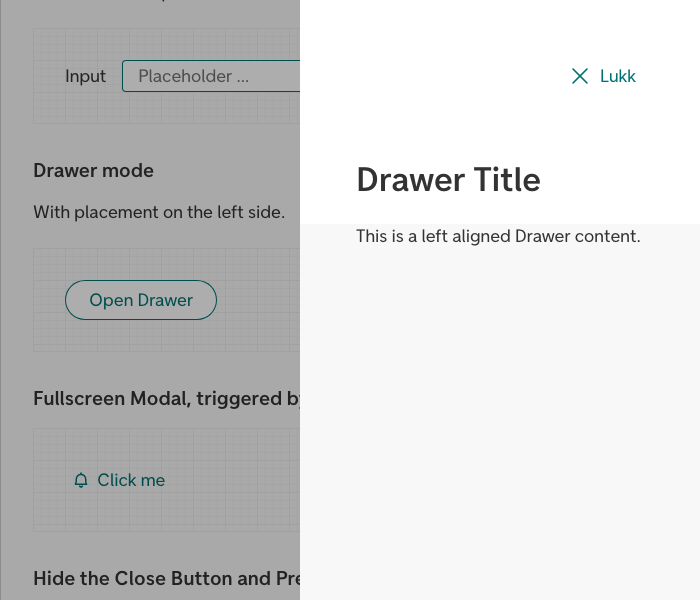 Input
Placeholder ...
Drawer mode
With placement on the left side.
Open Drawer
Fullscreen Modal, triggered by
Click me
Hide the Close Button and Pre
Lukk
Drawer Title
This is a left aligned Drawer content.